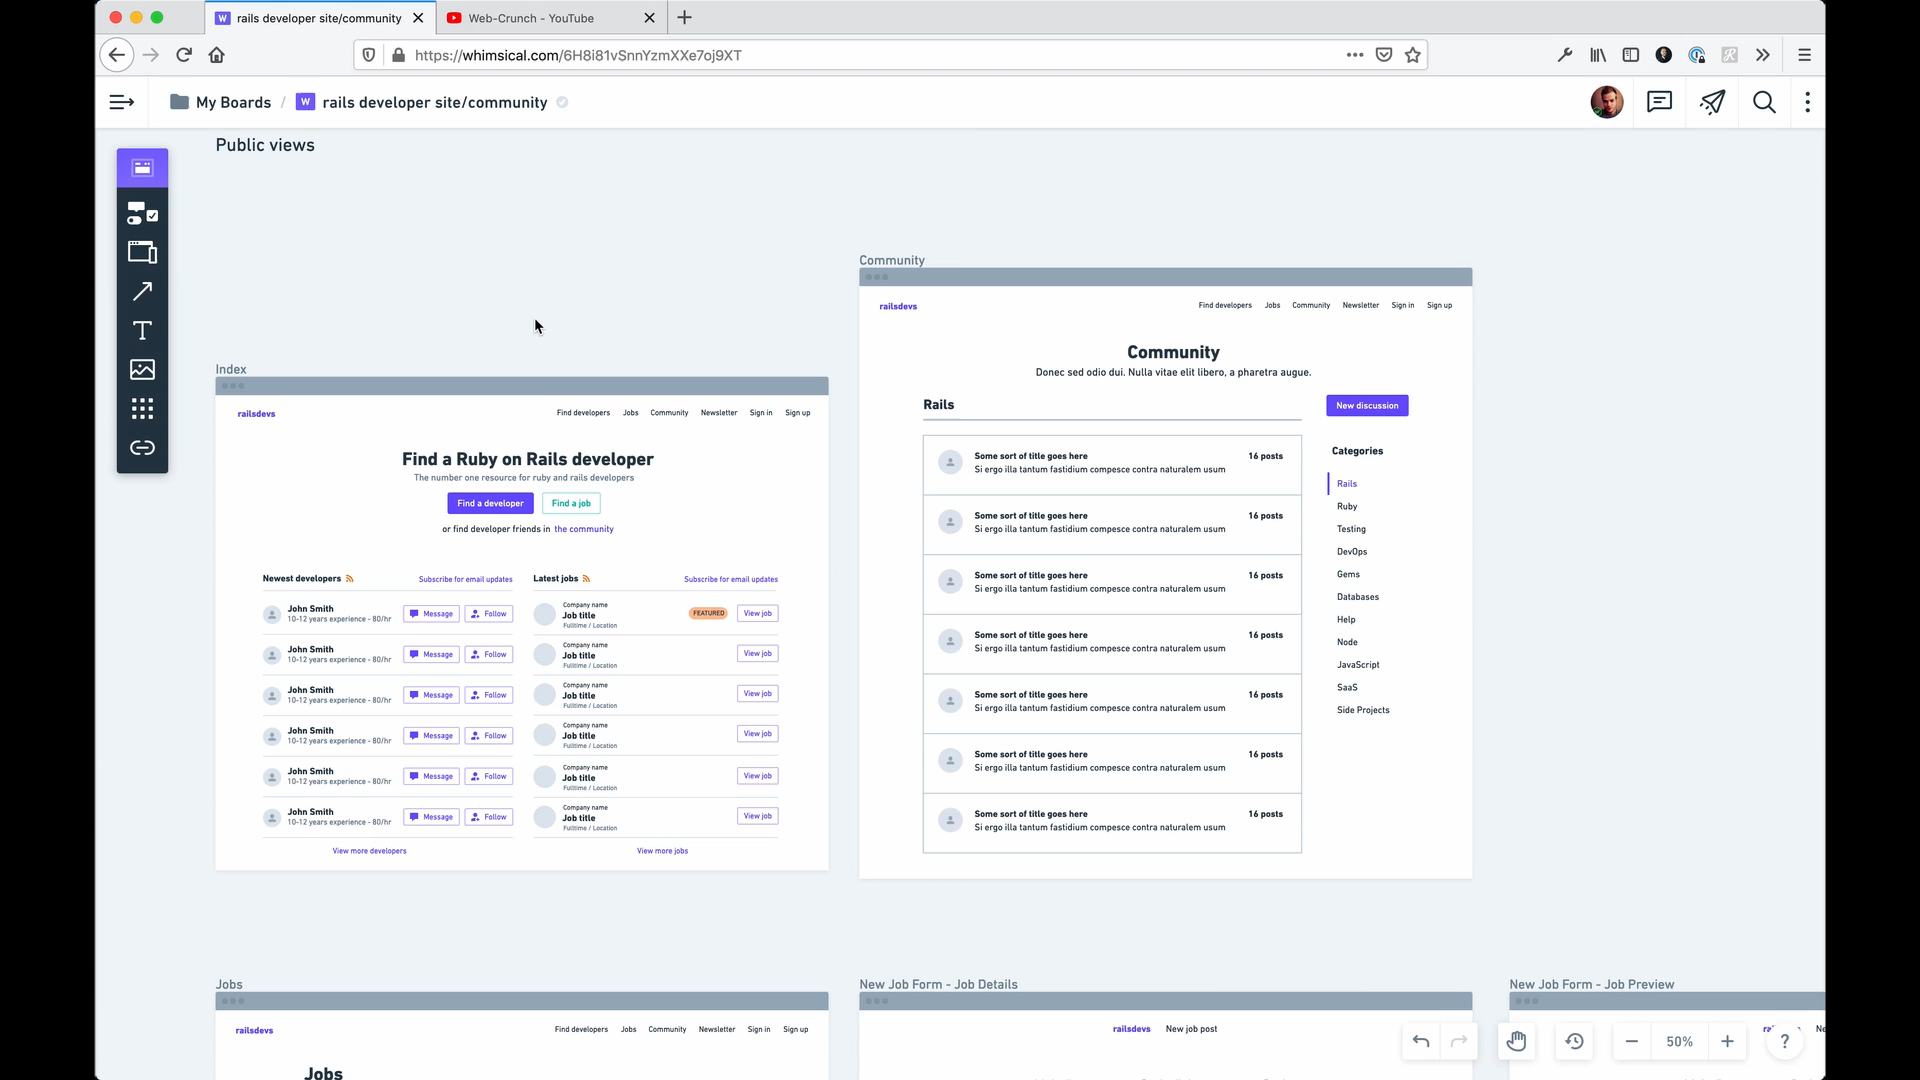 rails developer site/community
Web-Crunch - YouTube
https://whimsical.com/6H8i81vSnnYzmXXe7oj9XT
My Boards / rails developer site/community
Public views
Index
railsdevs
Find developers Jobs Community Newsletter Sign in Sign up
Find a Ruby on Rails developer
The number one resource for ruby and rails developers
Find a developer Find a job
or find developer friends in the community
Newest developers Subscribe for email updates
John Smith
10-12 years experience - 80/hr
Message Follow
John Smith
10-12 years experience - 80/hr
Message Follow
John Smith
10-12 years experience - 80/hr
Message Follow
John Smith
10-12 years experience - 80/hr
Message Follow
John Smith
10-12 years experience - 80/hr
Message Follow
John Smith
10-12 years experience - 80/hr
Message Follow
View more developers
Latest jobs Subscribe for email updates
Company name
Job title
Fulltime / Location
FEATURED View job
Company name
Job title
Fulltime / Location
View job
Company name
Job title
Fulltime / Location
View job
Company name
Job title
Fulltime / Location
View job
Company name
Job title
Fulltime / Location
View job
Company name
Job title
Fulltime / Location
View job
View more jobs
Community
railsdevs
Find developers Jobs Community Newsletter Sign in Sign up
Community
Donec sed odio dui. Nulla vitae elit libero, a pharetra augue.
Rails
New discussion
Some sort of title goes here 16 posts
Si ergo illa tantum fastidium compesce contra naturalem usum
Some sort of title goes here 16 posts
Si ergo illa tantum fastidium compesce contra naturalem usum
Some sort of title goes here 16 posts
Si ergo illa tantum fastidium compesce contra naturalem usum
Some sort of title goes here 16 posts
Si ergo illa tantum fastidium compesce contra naturalem usum
Some sort of title goes here 16 posts
Si ergo illa tantum fastidium compesce contra naturalem usum
Some sort of title goes here 16 posts
Si ergo illa tantum fastidium compesce contra naturalem usum
Some sort of title goes here 16 posts
Si ergo illa tantum fastidium compesce contra naturalem usum
Categories
Rails
Ruby
Testing
DevOps
Gems
Databases
Help
Node
JavaScript
SaaS
Side Projects
Jobs
railsdevs
Find developers Jobs Community Newsletter Sign in Sign up
Jobs
New Job Form - Job Details
railsdevs New job post
New Job Form - Job Preview
50%